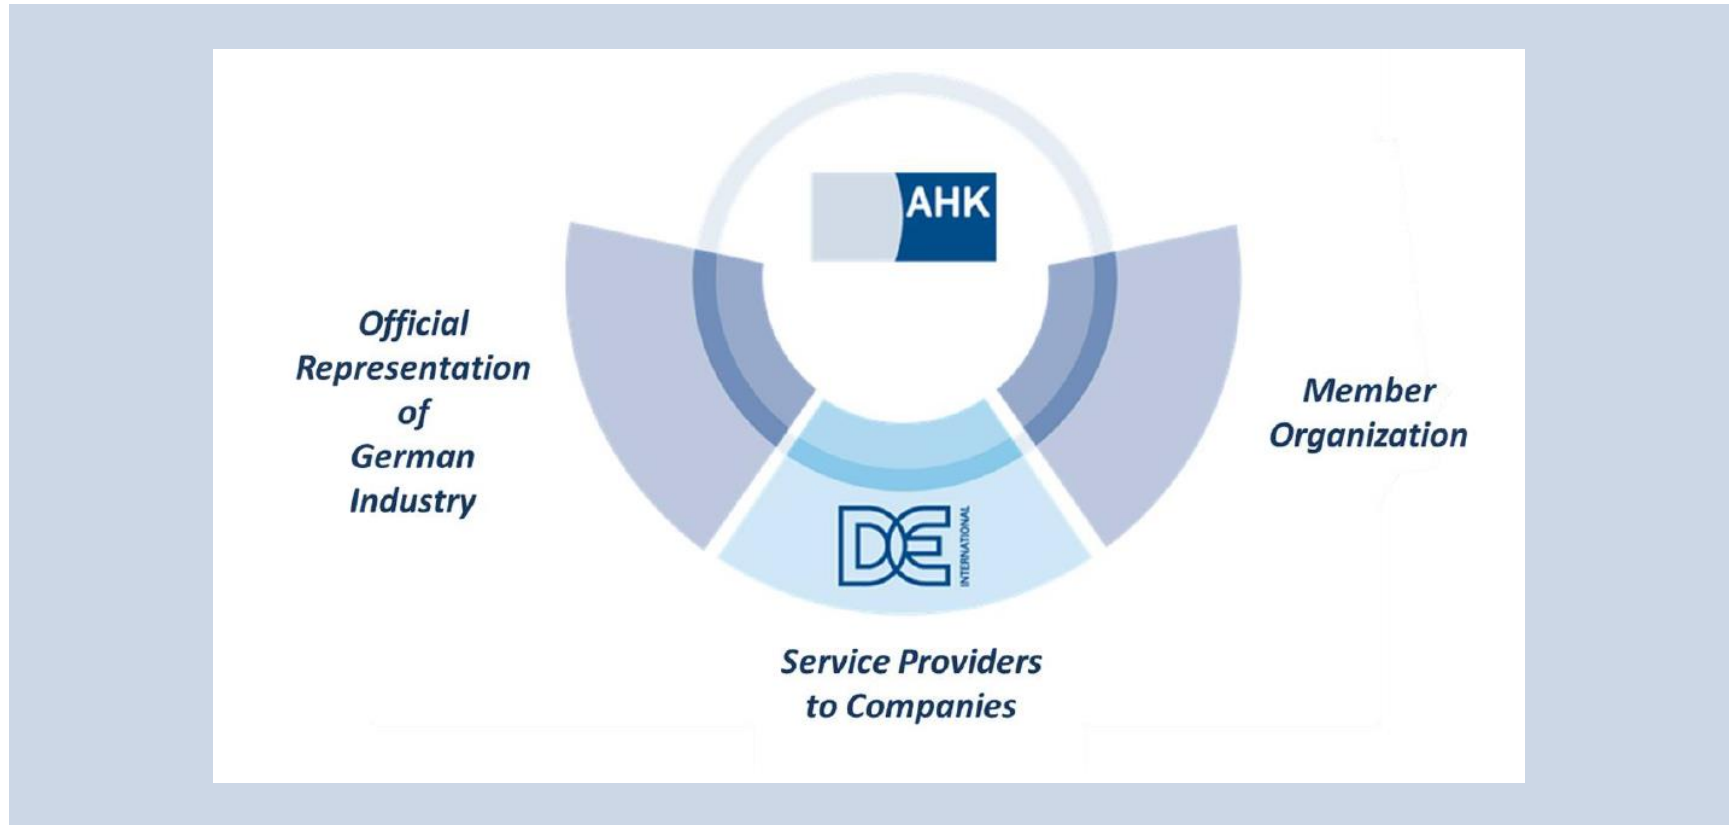 AHK
Official
Representation
of
German
Industry
Member
Organization
DE
INTERNATIONAL
Service Providers
to Companies